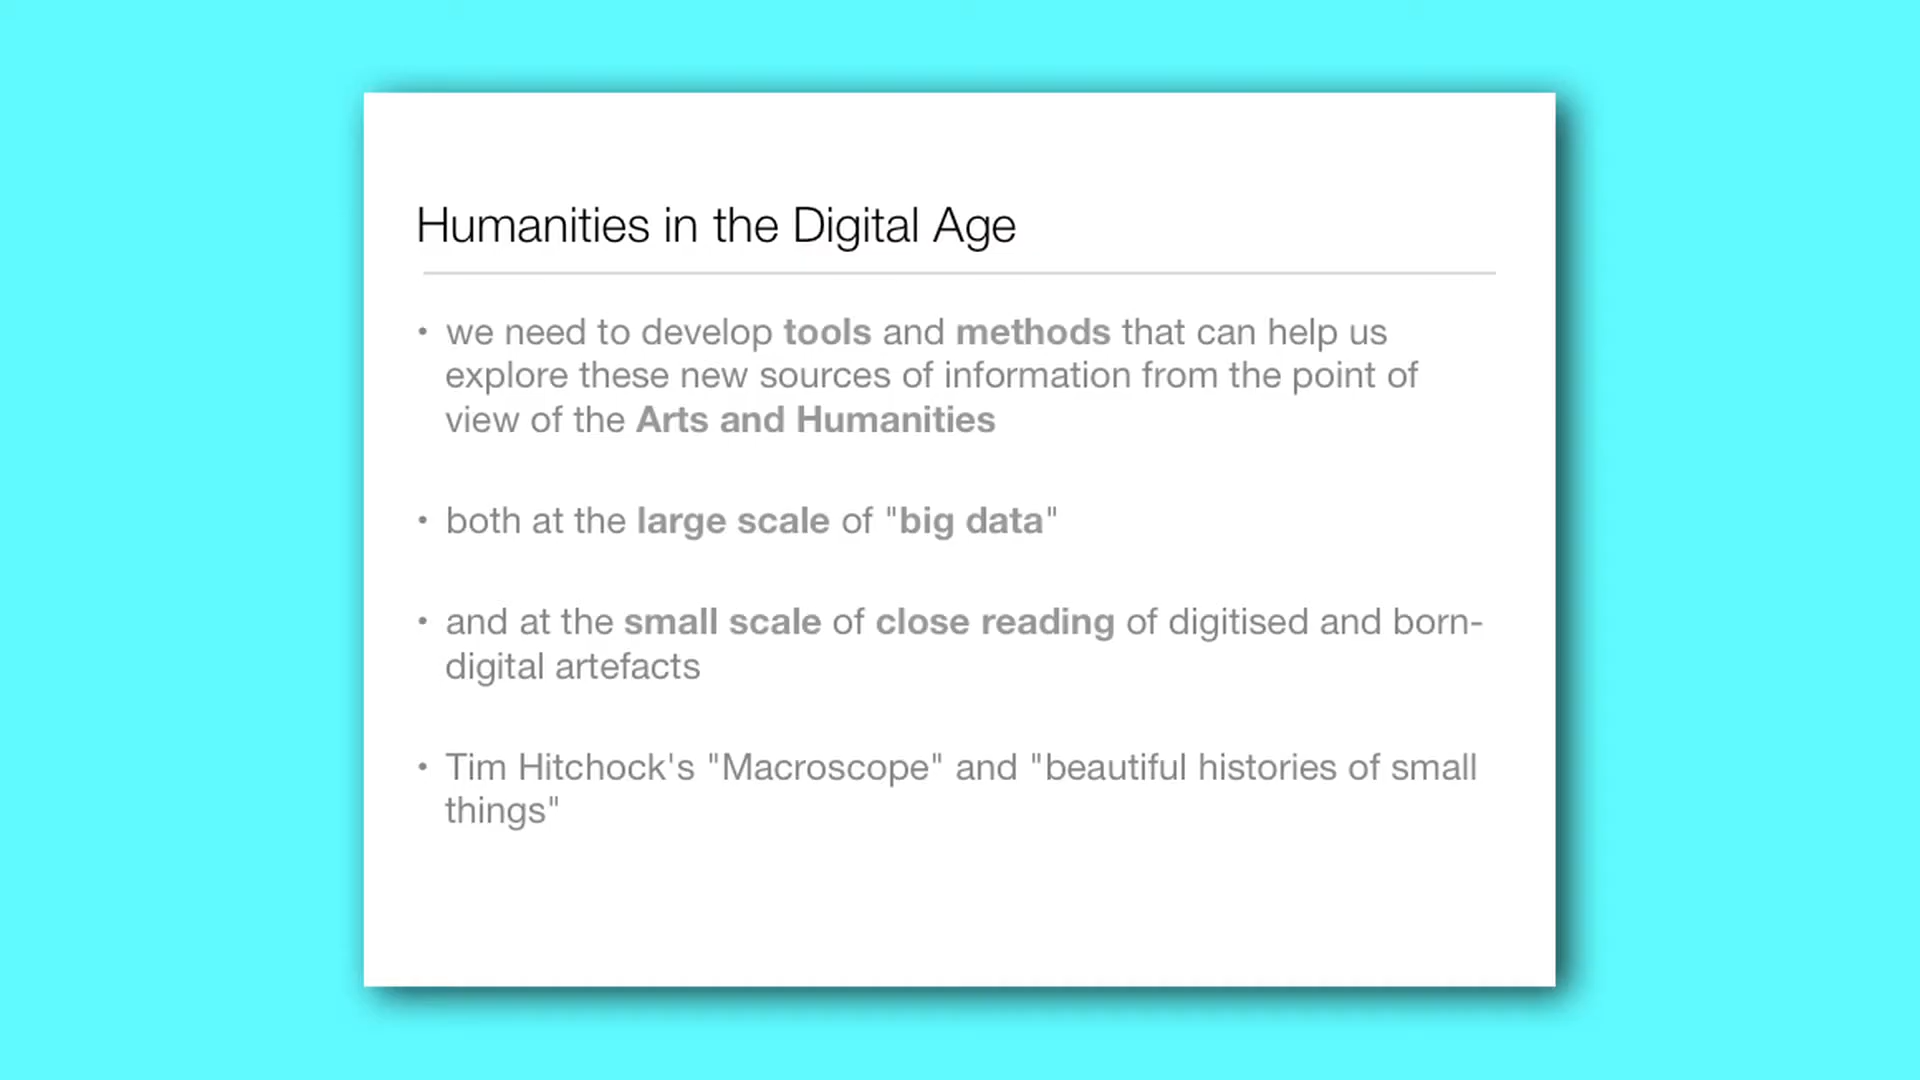 Humanities in the Digital Age
• we need to develop tools and methods that can help us
explore these new sources of information from the point of
view of the Arts and Humanities
• both at the large scale of "big data"
• and at the small scale of close reading of digitised and born-
digital artefacts
• Tim Hitchock's "Macroscope" and "beautiful histories of small
things"